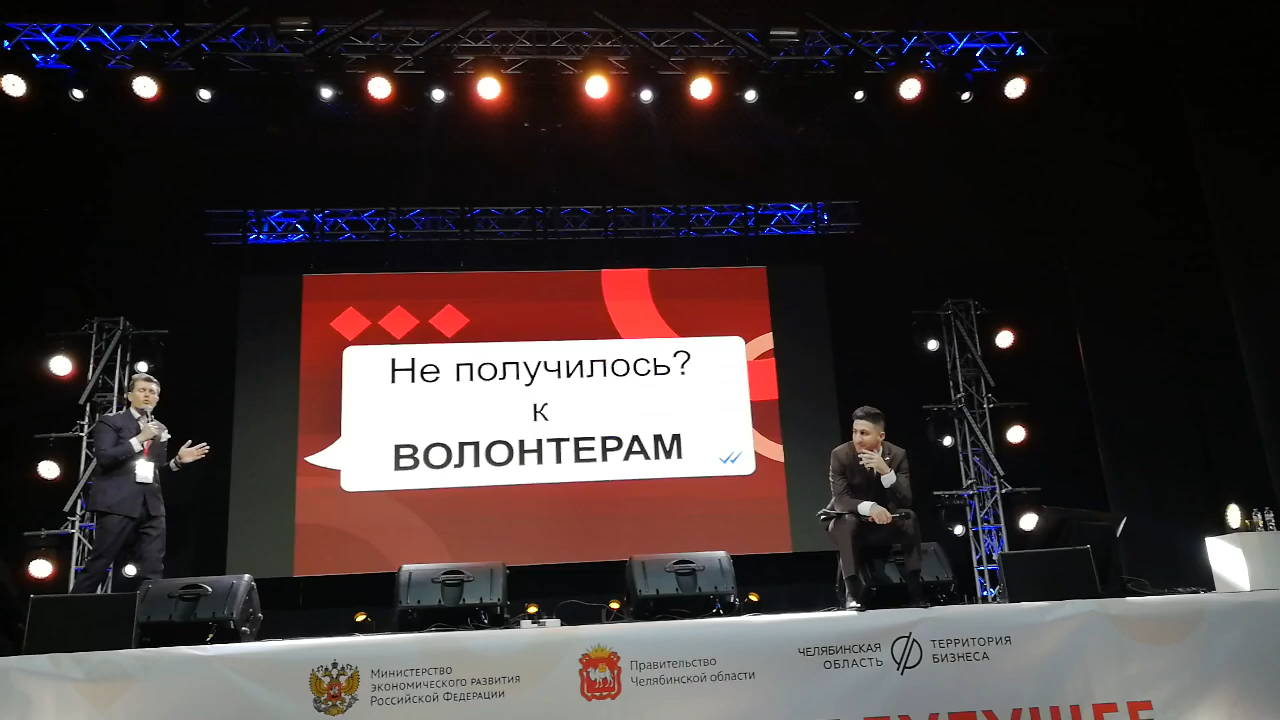 Не получилось?
к
ВОЛОНТЕРАМ
Министерство
экономического развития
Российской Федерации
Правительство
Челябинской области
ЧЕЛЯБИНСКАЯ
ОБЛАСТЬ
ТЕРРИТОРИЯ
БИЗНЕСА